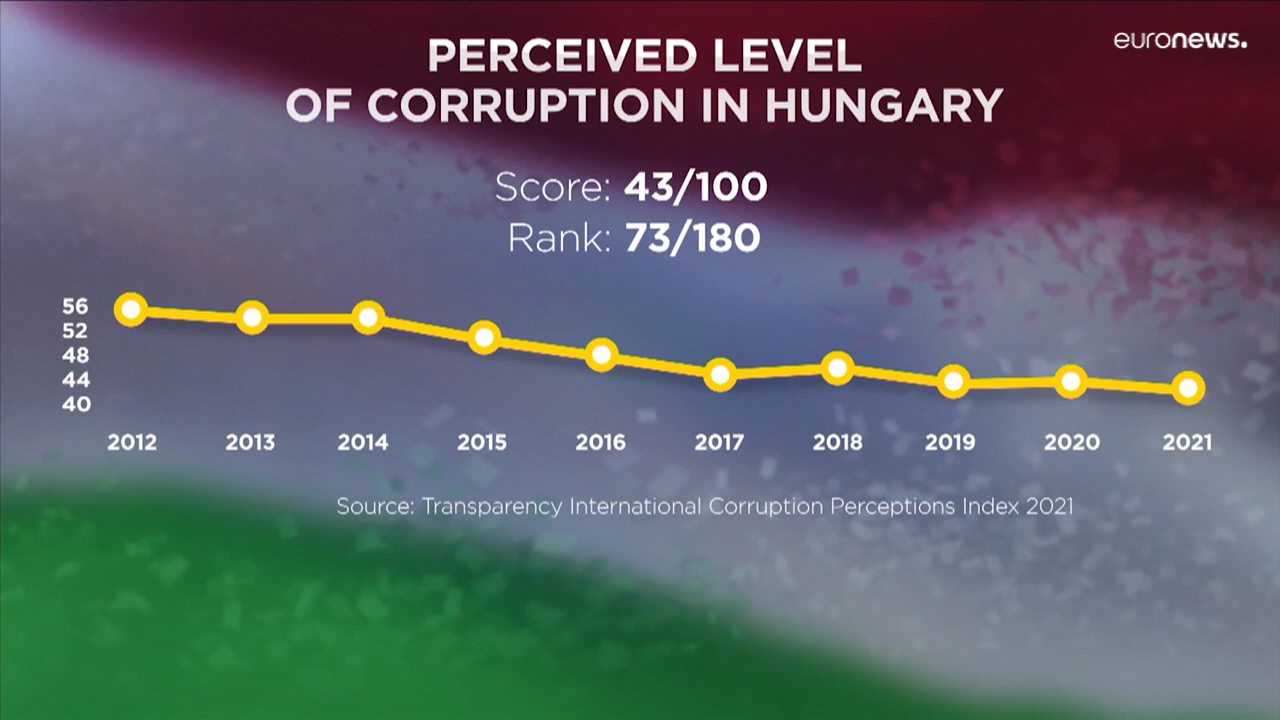 euronews.
PERCEIVED LEVEL
OF CORRUPTION IN HUNGARY
Score: 43/100
Rank: 73/180
56
52
48
44
40
2012 2013 2014 2015 2016 2017 2018 2019 2020 2021
Source: Transparency International Corruption Perceptions Index 2021